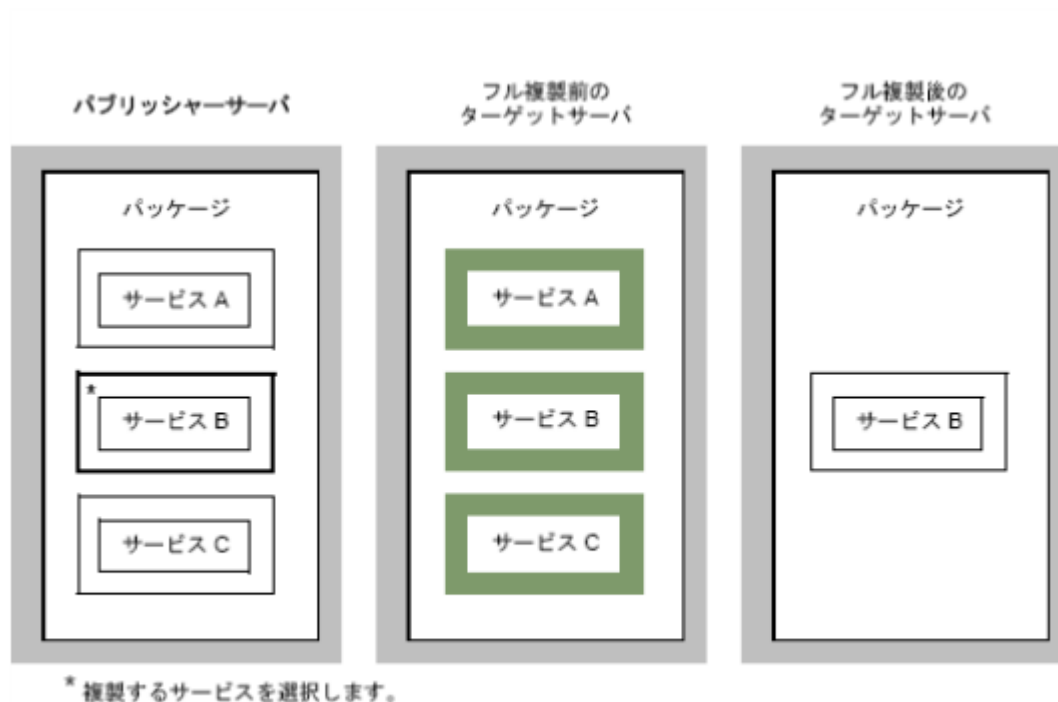 パブリッシャーサーバ
フル複製前の
ターゲットサーバ
フル複製後の
ターゲットサーバ
パッケージ
サービス A
*
サービス B
サービス C
パッケージ
サービス A
サービス B
サービス C
パッケージ
サービス B
* 複製するサービスを選択します。